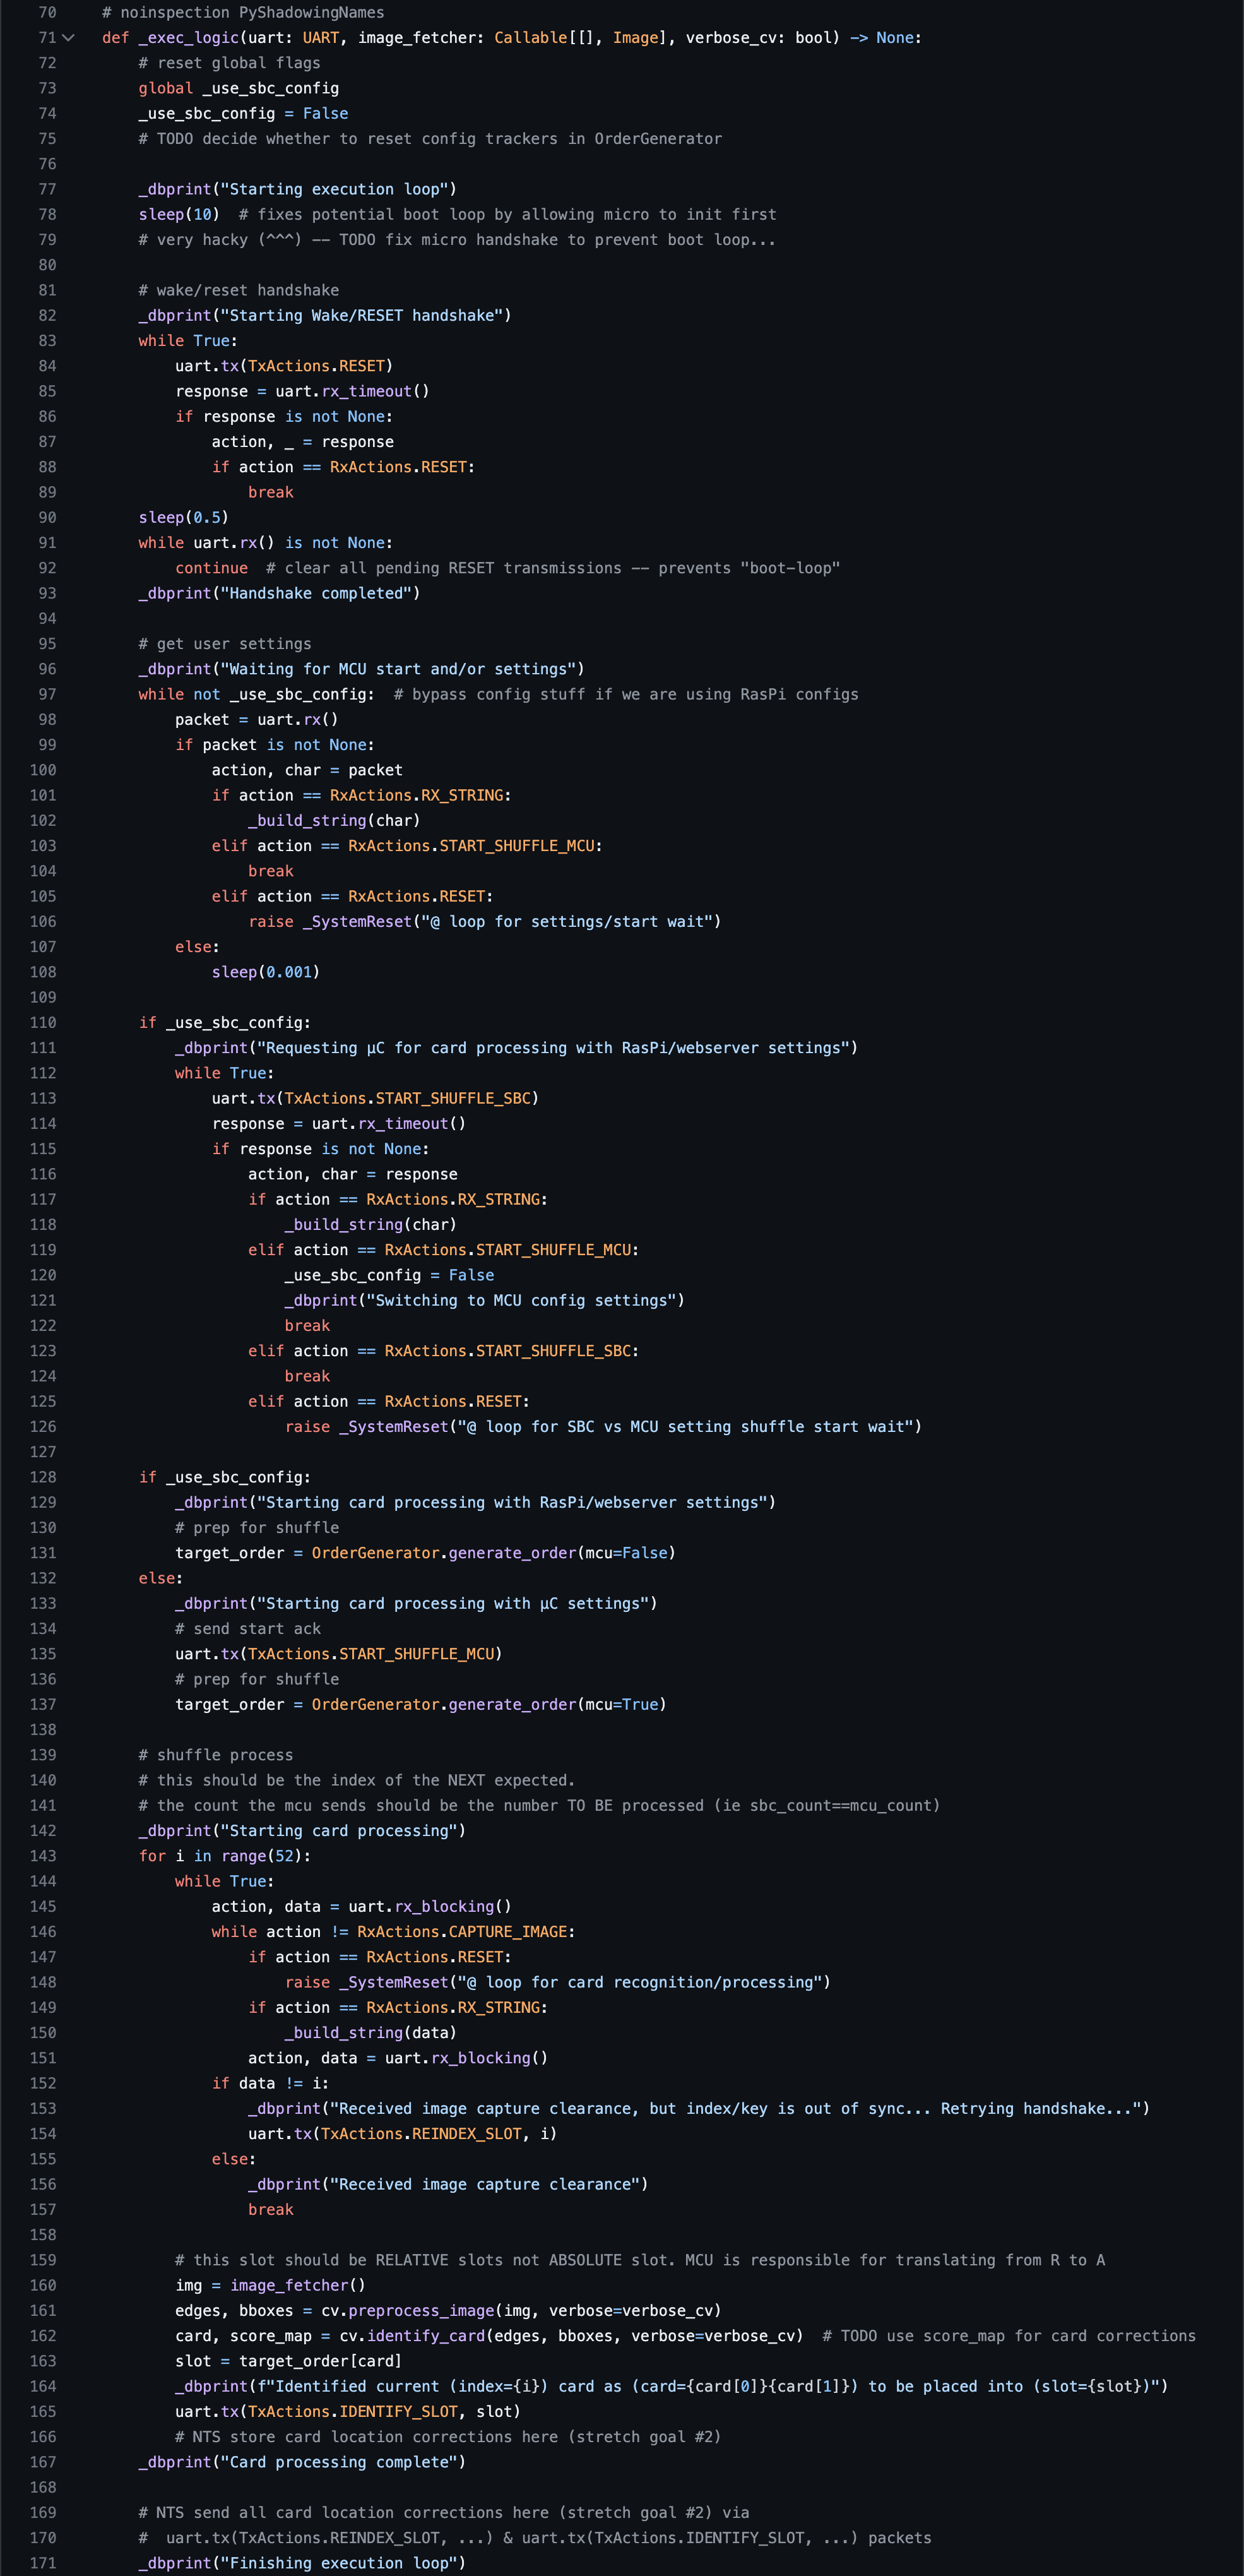 70 # noinspection PyShadowingNames
71 def _exec_logic(uart: UART, image_fetcher: Callable[[], Image], verbose_cv: bool) -> None:
72 # reset global flags
73 global _use_sbc_config
74 _use_sbc_config = False
75 # TODO decide whether to reset config trackers in OrderGenerator
76
77 _dbprint("Starting execution loop")
78 sleep(10)  # fixes potential boot loop by allowing micro to init first
79 # very hacky (^^^) -- TODO fix micro handshake to prevent boot loop...
80
81 # wake/reset handshake
82 _dbprint("Starting Wake/RESET handshake")
83 while True:
84 uart.tx(TxActions.RESET)
85 response = uart.rx_timeout()
86 if response is not None:
87 action, _ = response
88 if action == RxActions.RESET:
89 break
90 sleep(0.5)
91 while uart.rx() is not None:
92 continue  # clear all pending RESET transmissions -- prevents "boot-loop"
93 _dbprint("Handshake completed")
94
95 # get user settings
96 _dbprint("Waiting for MCU start and/or settings")
97 while not _use_sbc_config:  # bypass config stuff if we are using RasPi configs
98 packet = uart.rx()
99 if packet is not None:
100 action, char = packet
101 if action == RxActions.RX_STRING:
102 _build_string(char)
103 elif action == RxActions.START_SHUFFLE_MCU:
104 break
105 elif action == RxActions.RESET:
106 raise _SystemReset("@ loop for settings/start wait")
107 else:
108 sleep(0.001)
109
110 if _use_sbc_config:
111 _dbprint("Requesting µC for card processing with RasPi/webserver settings")
112 while True:
113 uart.tx(TxActions.START_SHUFFLE_SBC)
114 response = uart.rx_timeout()
115 if response is not None:
116 action, char = response
117 if action == RxActions.RX_STRING:
118 _build_string(char)
119 elif action == RxActions.START_SHUFFLE_MCU:
120 _use_sbc_config = False
121 _dbprint("Switching to MCU config settings")
122 break
123 elif action == RxActions.START_SHUFFLE_SBC:
124 break
125 elif action == RxActions.RESET:
126 raise _SystemReset("@ loop for SBC vs MCU setting shuffle start wait")
127
128 if _use_sbc_config:
129 _dbprint("Starting card processing with RasPi/webserver settings")
130 # prep for shuffle
131 target_order = OrderGenerator.generate_order(mcu=False)
132 else:
133 _dbprint("Starting card processing with µC settings")
134 # send start ack
135 uart.tx(TxActions.START_SHUFFLE_MCU)
136 # prep for shuffle
137 target_order = OrderGenerator.generate_order(mcu=True)
138
139 # shuffle process
140 # this should be the index of the NEXT expected.
141 # the count the mcu sends should be the number TO BE processed (ie sbc_count==mcu_count)
142 _dbprint("Starting card processing")
143 for i in range(52):
144 while True:
145 action, data = uart.rx_blocking()
146 while action != RxActions.CAPTURE_IMAGE:
147 if action == RxActions.RESET:
148 raise _SystemReset("@ loop for card recognition/processing")
149 if action == RxActions.RX_STRING:
150 _build_string(data)
151 action, data = uart.rx_blocking()
152 if data != i:
153 _dbprint("Received image capture clearance, but index/key is out of sync... Retrying handshake...")
154 uart.tx(TxActions.REINDEX_SLOT, i)
155 else:
156 _dbprint("Received image capture clearance")
157 break
158
159 # this slot should be RELATIVE slots not ABSOLUTE slot. MCU is responsible for translating from R to A
160 img = image_fetcher()
161 edges, bboxes = cv.preprocess_image(img, verbose=verbose_cv)
162 card, score_map = cv.identify_card(edges, bboxes, verbose=verbose_cv)  # TODO use score_map for card corrections
163 slot = target_order[card]
164 _dbprint(f"Identified current (index={i}) card as (card={card[0]}{card[1]}) to be placed into (slot={slot})")
165 uart.tx(TxActions.IDENTIFY_SLOT, slot)
166 # NTS store card location corrections here (stretch goal #2)
167 _dbprint("Card processing complete")
168
169 # NTS send all card location corrections here (stretch goal #2) via
170 #  uart.tx(TxActions.REINDEX_SLOT, ...) & uart.tx(TxActions.IDENTIFY_SLOT, ...) packets
171 _dbprint("Finishing execution loop")